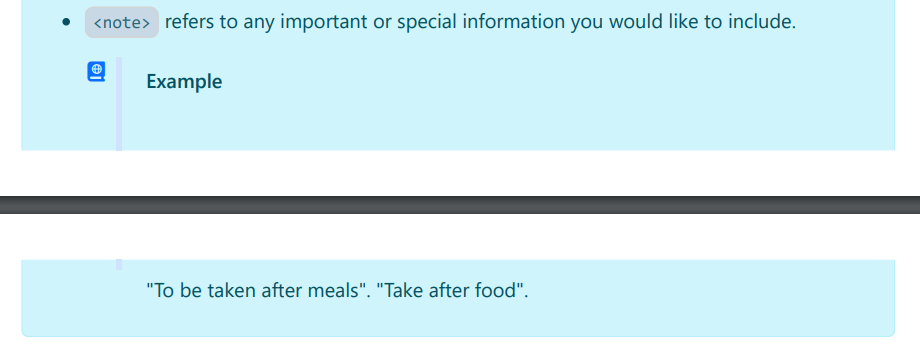 <note> refers to any important or special information you would like to include.
Example
"To be taken after meals". "Take after food".